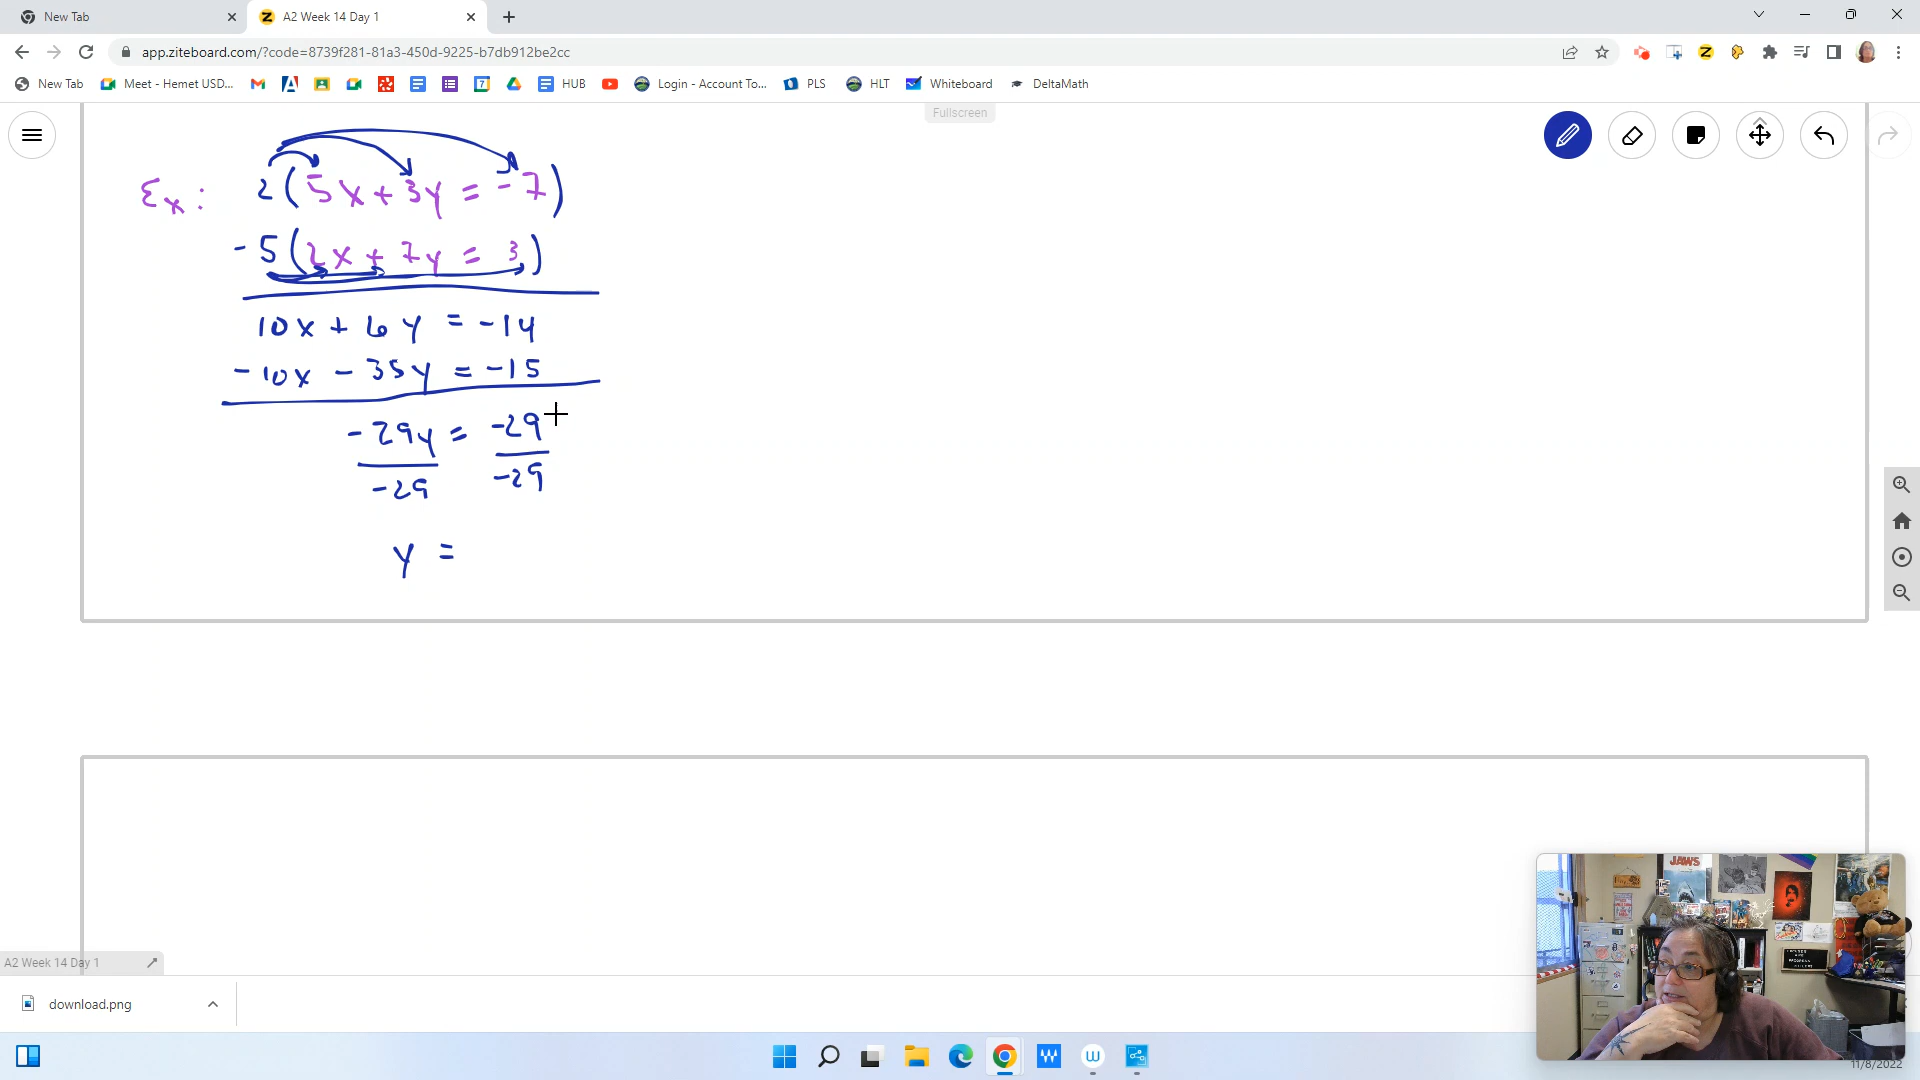 New Tab
A2 Week 14 Day 1
app.ziteboard.com/?code=8739f281-81a3-450d-9225-b7db912be2cc
New Tab Meet - Hemet USD... HUB Login - Account To... PLS HLT Whiteboard DeltaMath
Fullscreen
Ex: 2(5x+3y = -7)
-5(2x+7y = 3)
10x + 6y = -14
-10x - 35y = -15
-29y = -29
-29 -29
y =
A2 Week 14 Day 1
download.png
JAWS
11/8/2022